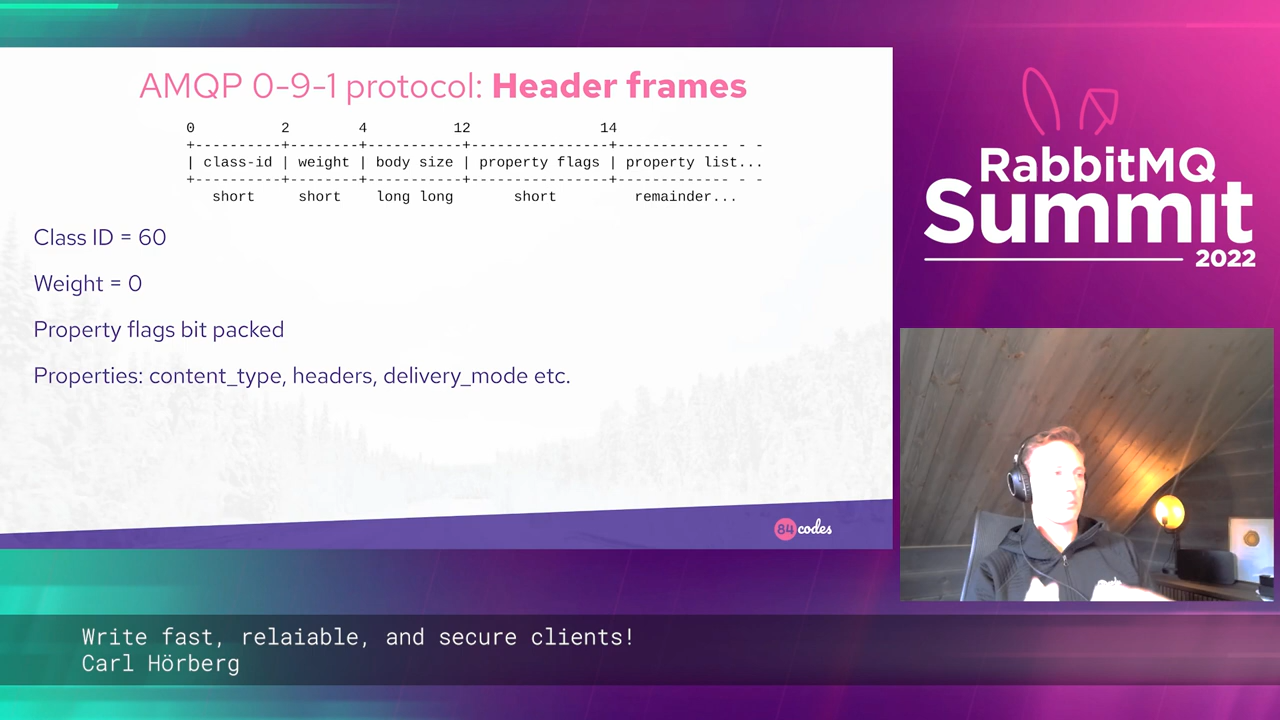 AMQP 0-9-1 protocol: Header frames
0 2 4 12 14
+----------+--------+-----------+----------------+------------- - -
| class-id | weight | body size | property flags | property list...
+----------+--------+-----------+----------------+------------- - -
short short long long short remainder...
Class ID = 60
Weight = 0
Property flags bit packed
Properties: content_type, headers, delivery_mode etc.
84codes
RabbitMQ
Summit
2022
Write fast, relaiable, and secure clients!
Carl Hörberg